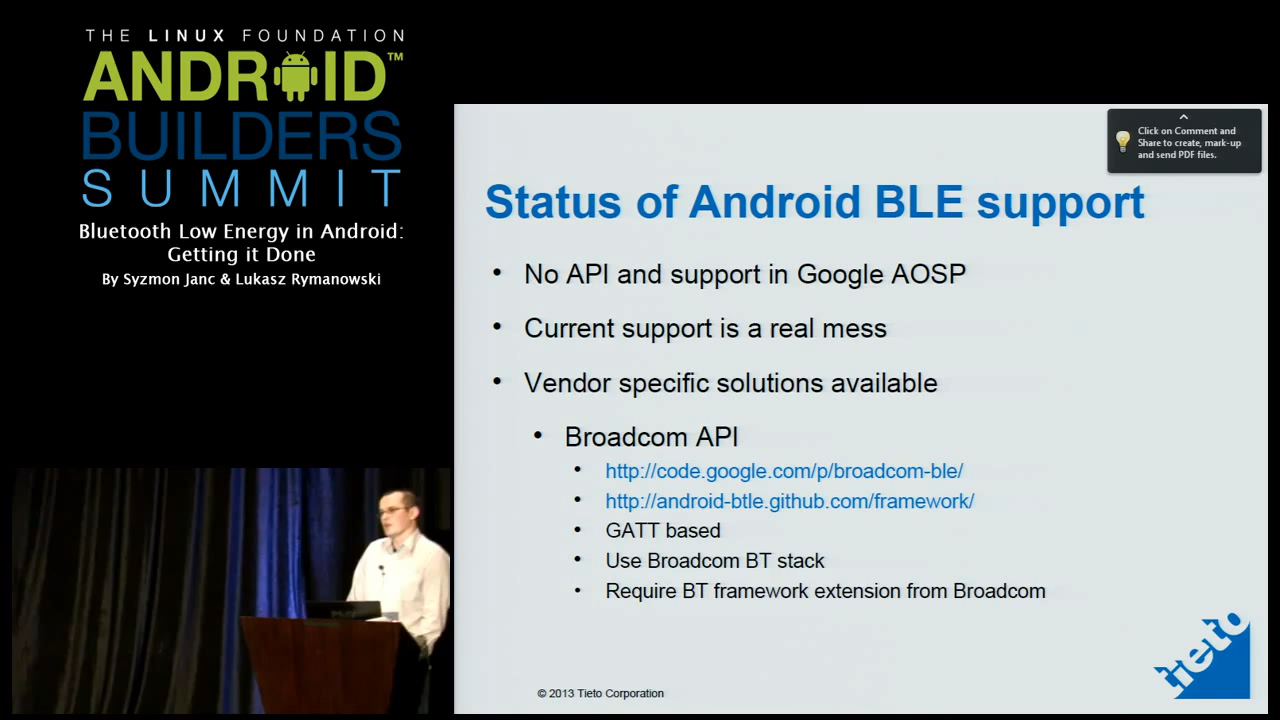 THE LINUX FOUNDATION
ANDROID™
BUILDERS
SUMMIT
Bluetooth Low Energy in Android:
Getting it Done
By Syzmon Janc & Lukasz Rymanowski
Click on Comment and
Share to create, mark-up
and send PDF files.
Status of Android BLE support
• No API and support in Google AOSP
• Current support is a real mess
• Vendor specific solutions available
• Broadcom API
• http://code.google.com/p/broadcom-ble/
• http://android-btle.github.com/framework/
• GATT based
• Use Broadcom BT stack
• Require BT framework extension from Broadcom
tieto
© 2013 Tieto Corporation